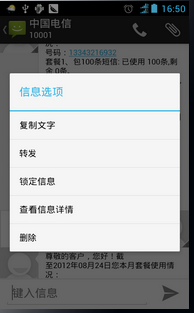 16:50
中国电信
10001
号码：13343216932
套餐1、包100条短信: 已使用 100条,剩
余 0条。
信息选项
复制文字
转发
锁定信息
查看信息详情
删除
尊敬的客户，您好！截
至2012年08月24日您本月套餐使用情
况：
键入信息